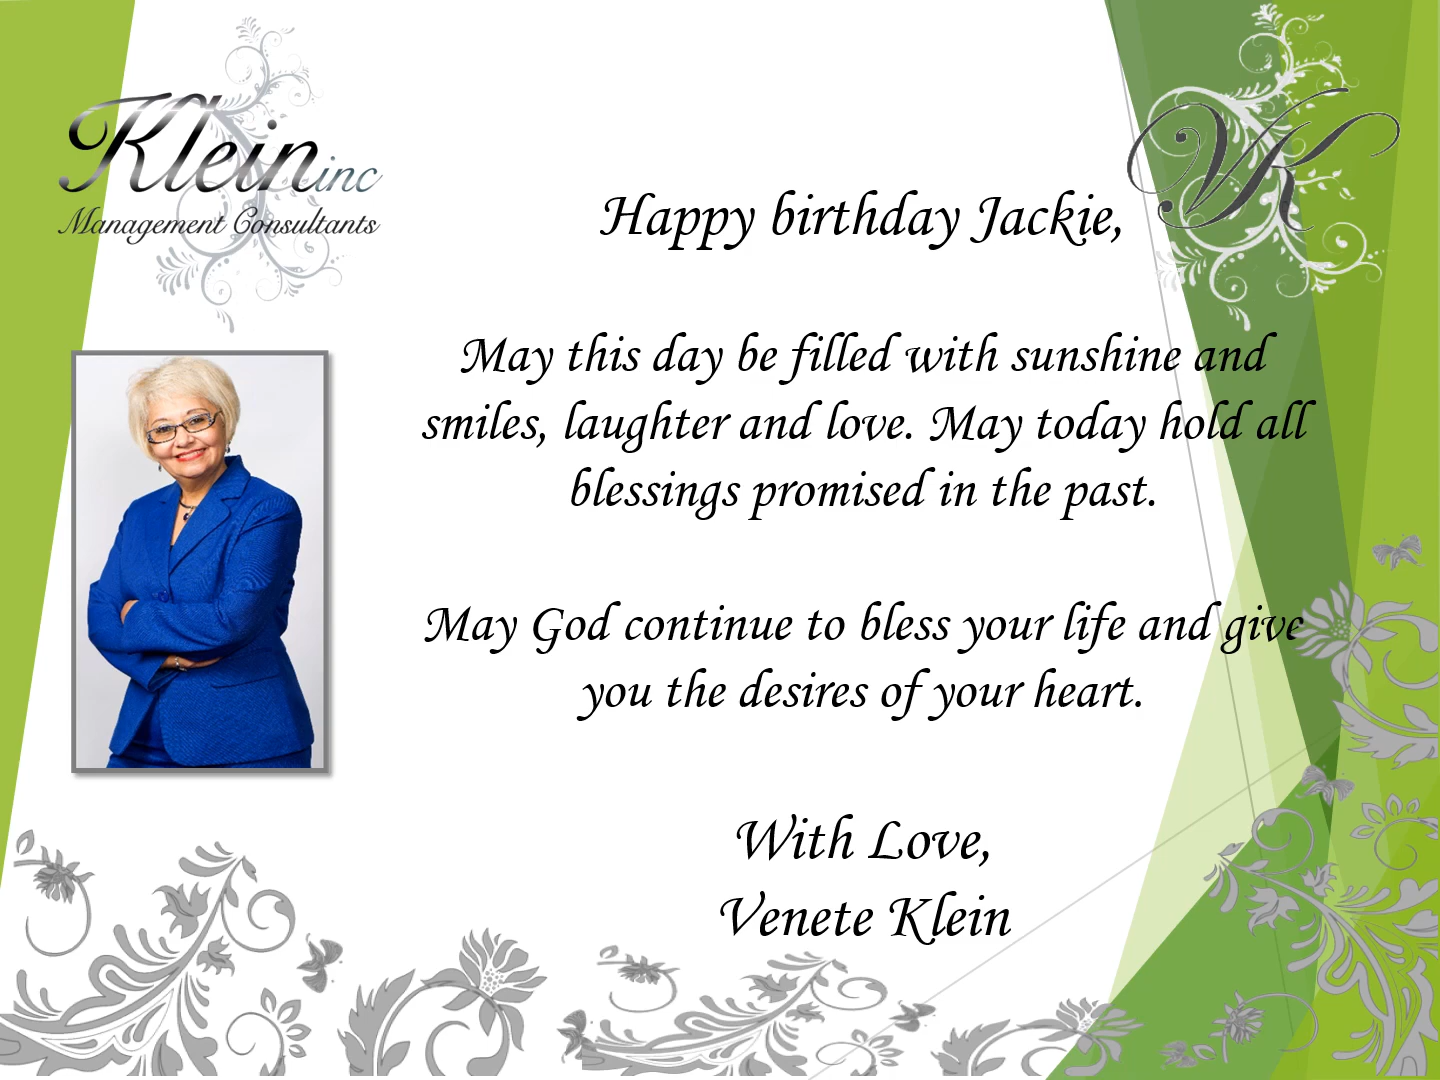 Klein inc
Management Consultants
VK
Happy birthday Jackie,
May this day be filled with sunshine and
smiles, laughter and love. May today hold all
blessings promised in the past.
May God continue to bless your life and give
you the desires of your heart.
With Love,
Venete Klein